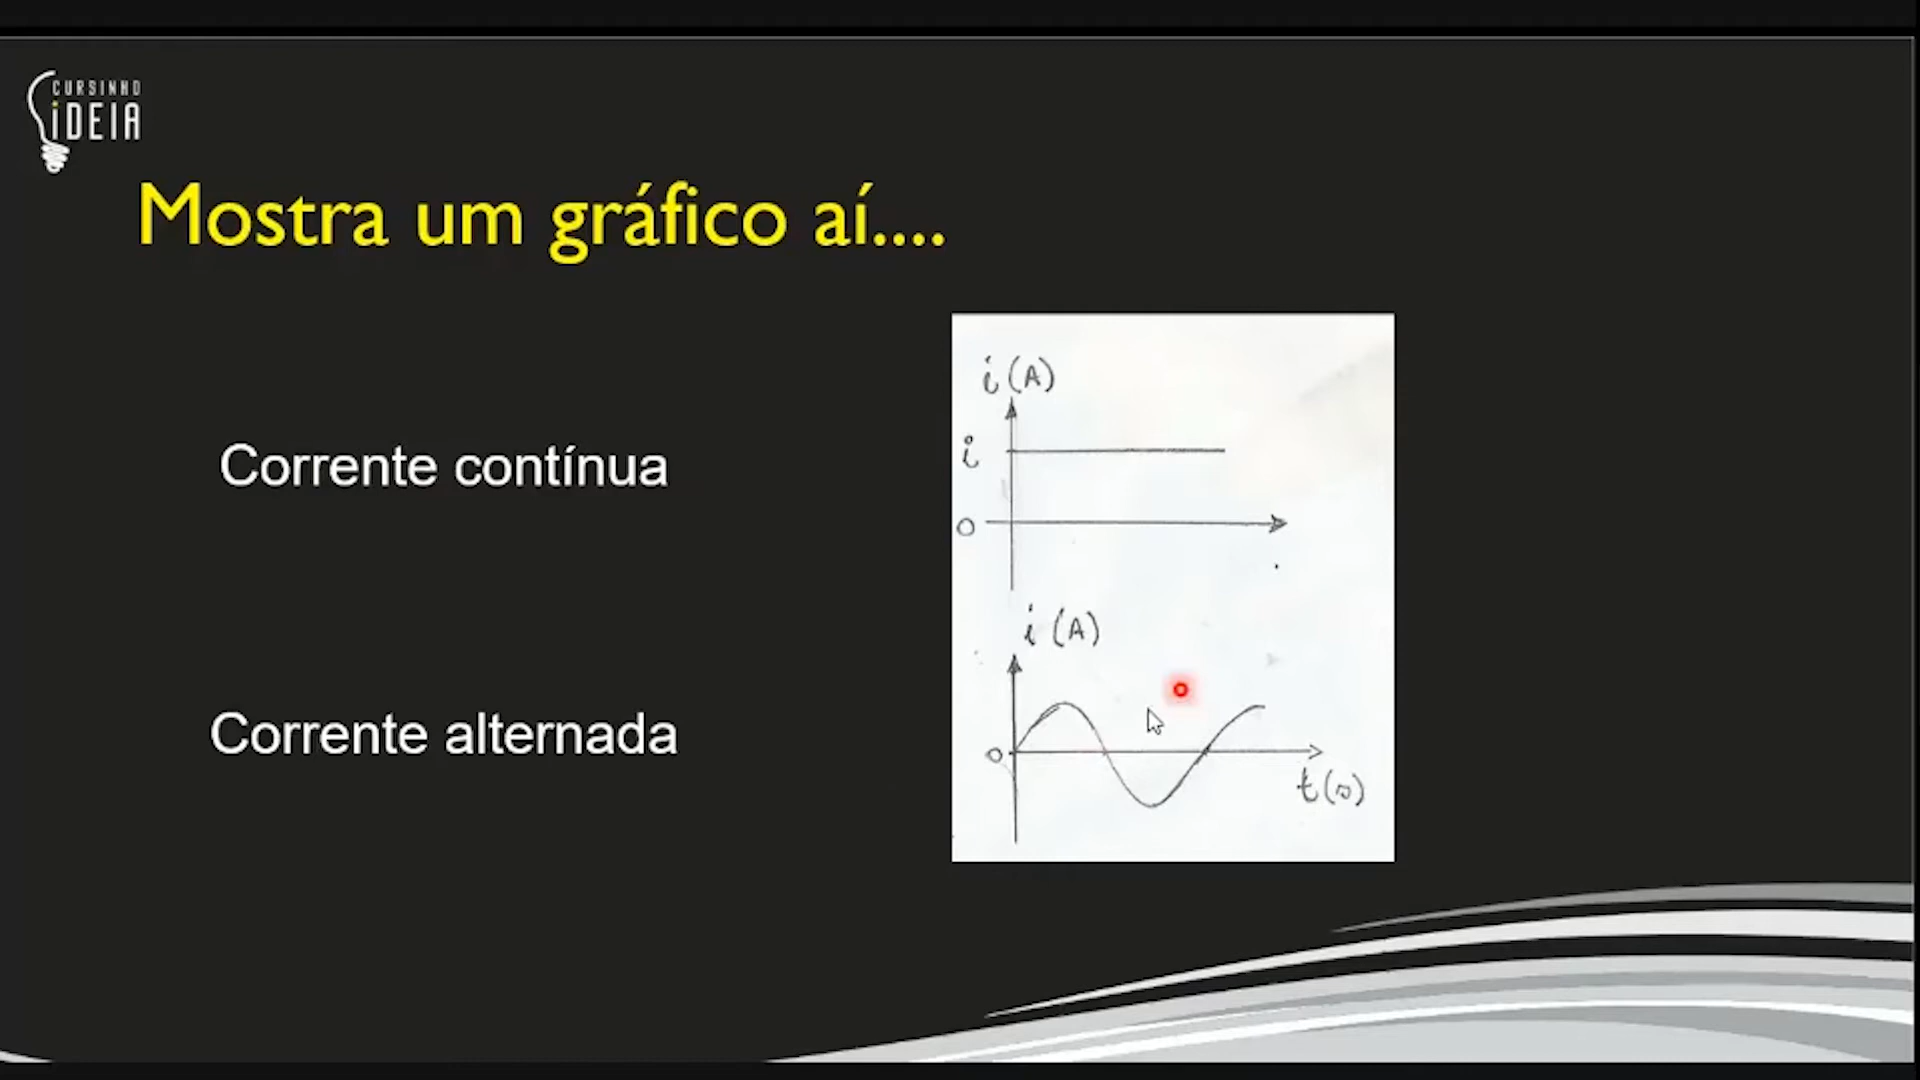 CURSINHO
iDEIA
Mostra um gráfico aí....
Corrente contínua
i (A)
i
0
Corrente alternada
i (A)
0
t(s)